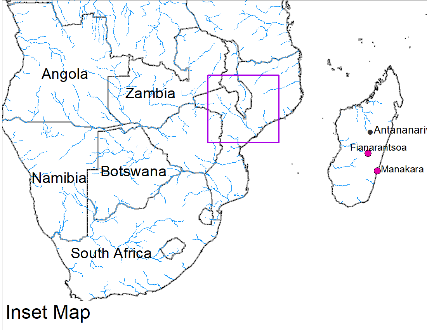 Angola
Zambia
Antananari
Fianarantsoa
Manakara
Namibia
Botswana
South Africa
Inset Map